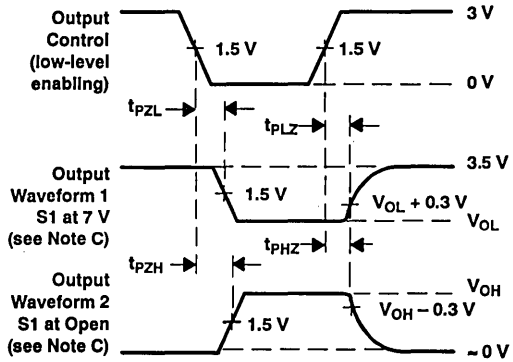 Output
Control
(low-level
enabling)
1.5 V
1.5 V
3 V
0 V
tPZL
tPLZ
Output
Waveform 1
S1 at 7 V
(see Note C)
1.5 V
3.5 V
VOL + 0.3 V
VOL
tPZH
tPHZ
Output
Waveform 2
S1 at Open
(see Note C)
1.5 V
VOH
VOH – 0.3 V
~ 0 V